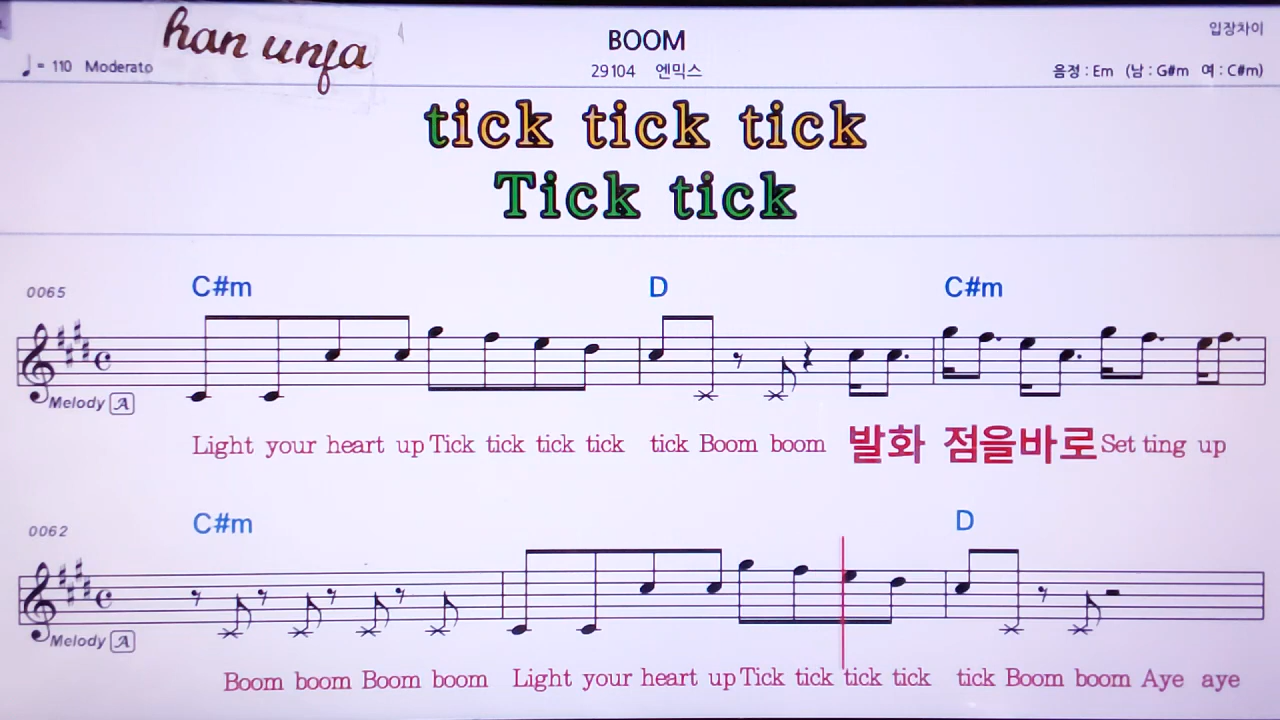 han unfa
BOOM
입장차이
♩ = 110 Moderato
29104 엔믹스
음정 : Em (남 : G#m 여 : C#m)
tick tick tick
Tick tick
C#m D C#m
0065
Melody A
Light your heart up Tick tick tick tick tick Boom boom 발화 점을바로 Set ting up
C#m D
0062
Melody A
Boom boom Boom boom Light your heart up Tick tick tick tick tick Boom boom Aye aye